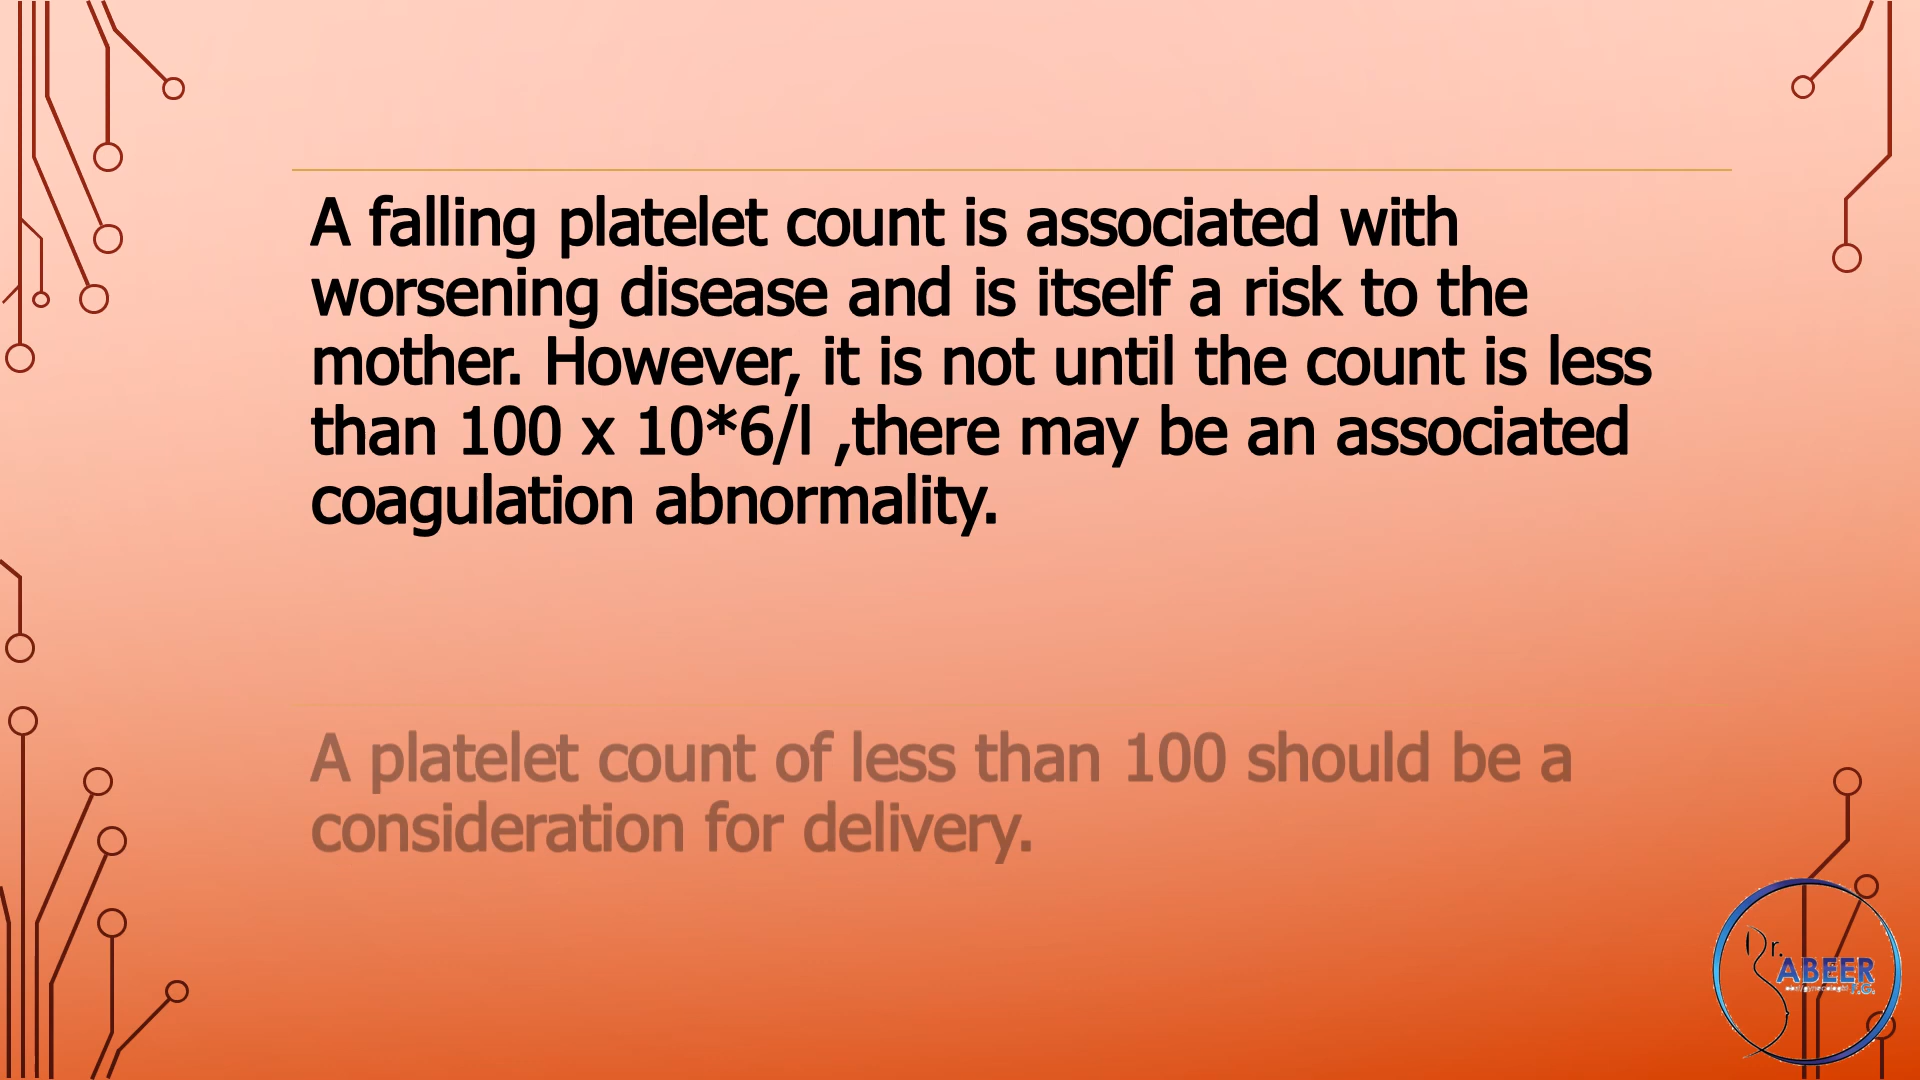 A falling platelet count is associated with
worsening disease and is itself a risk to the
mother. However, it is not until the count is less
than 100 x 10*6/l ,there may be an associated
coagulation abnormality.
A platelet count of less than 100 should be a
consideration for delivery.
Dr.
ABEER
F.G.